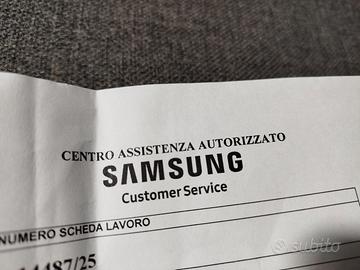 CENTRO ASSISTENZA AUTORIZZATO
SAMSUNG
Customer Service
NUMERO SCHEDA LAVORO
subito